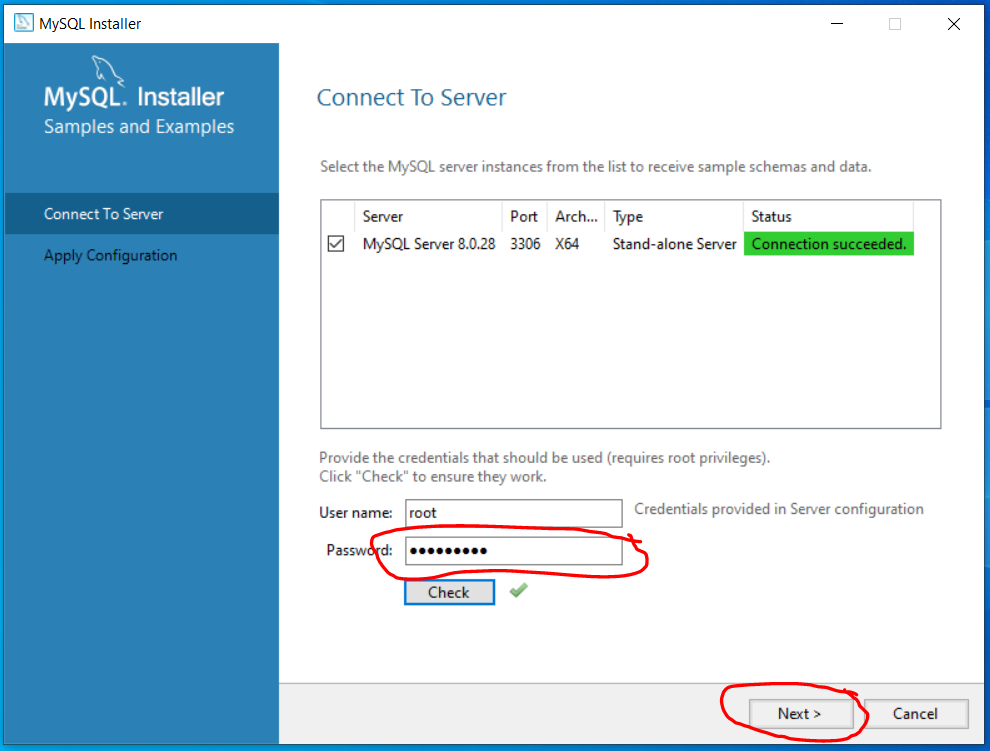 MySQL Installer
MySQL. Installer
Samples and Examples
Connect To Server
Apply Configuration
Connect To Server
Select the MySQL server instances from the list to receive sample schemas and data.
Server Port Arch... Type Status
MySQL Server 8.0.28 3306 X64 Stand-alone Server Connection succeeded.
Provide the credentials that should be used (requires root privileges).
Click "Check" to ensure they work.
User name: root Credentials provided in Server configuration
Password: ●●●●●●●●●
Check
Next > Cancel